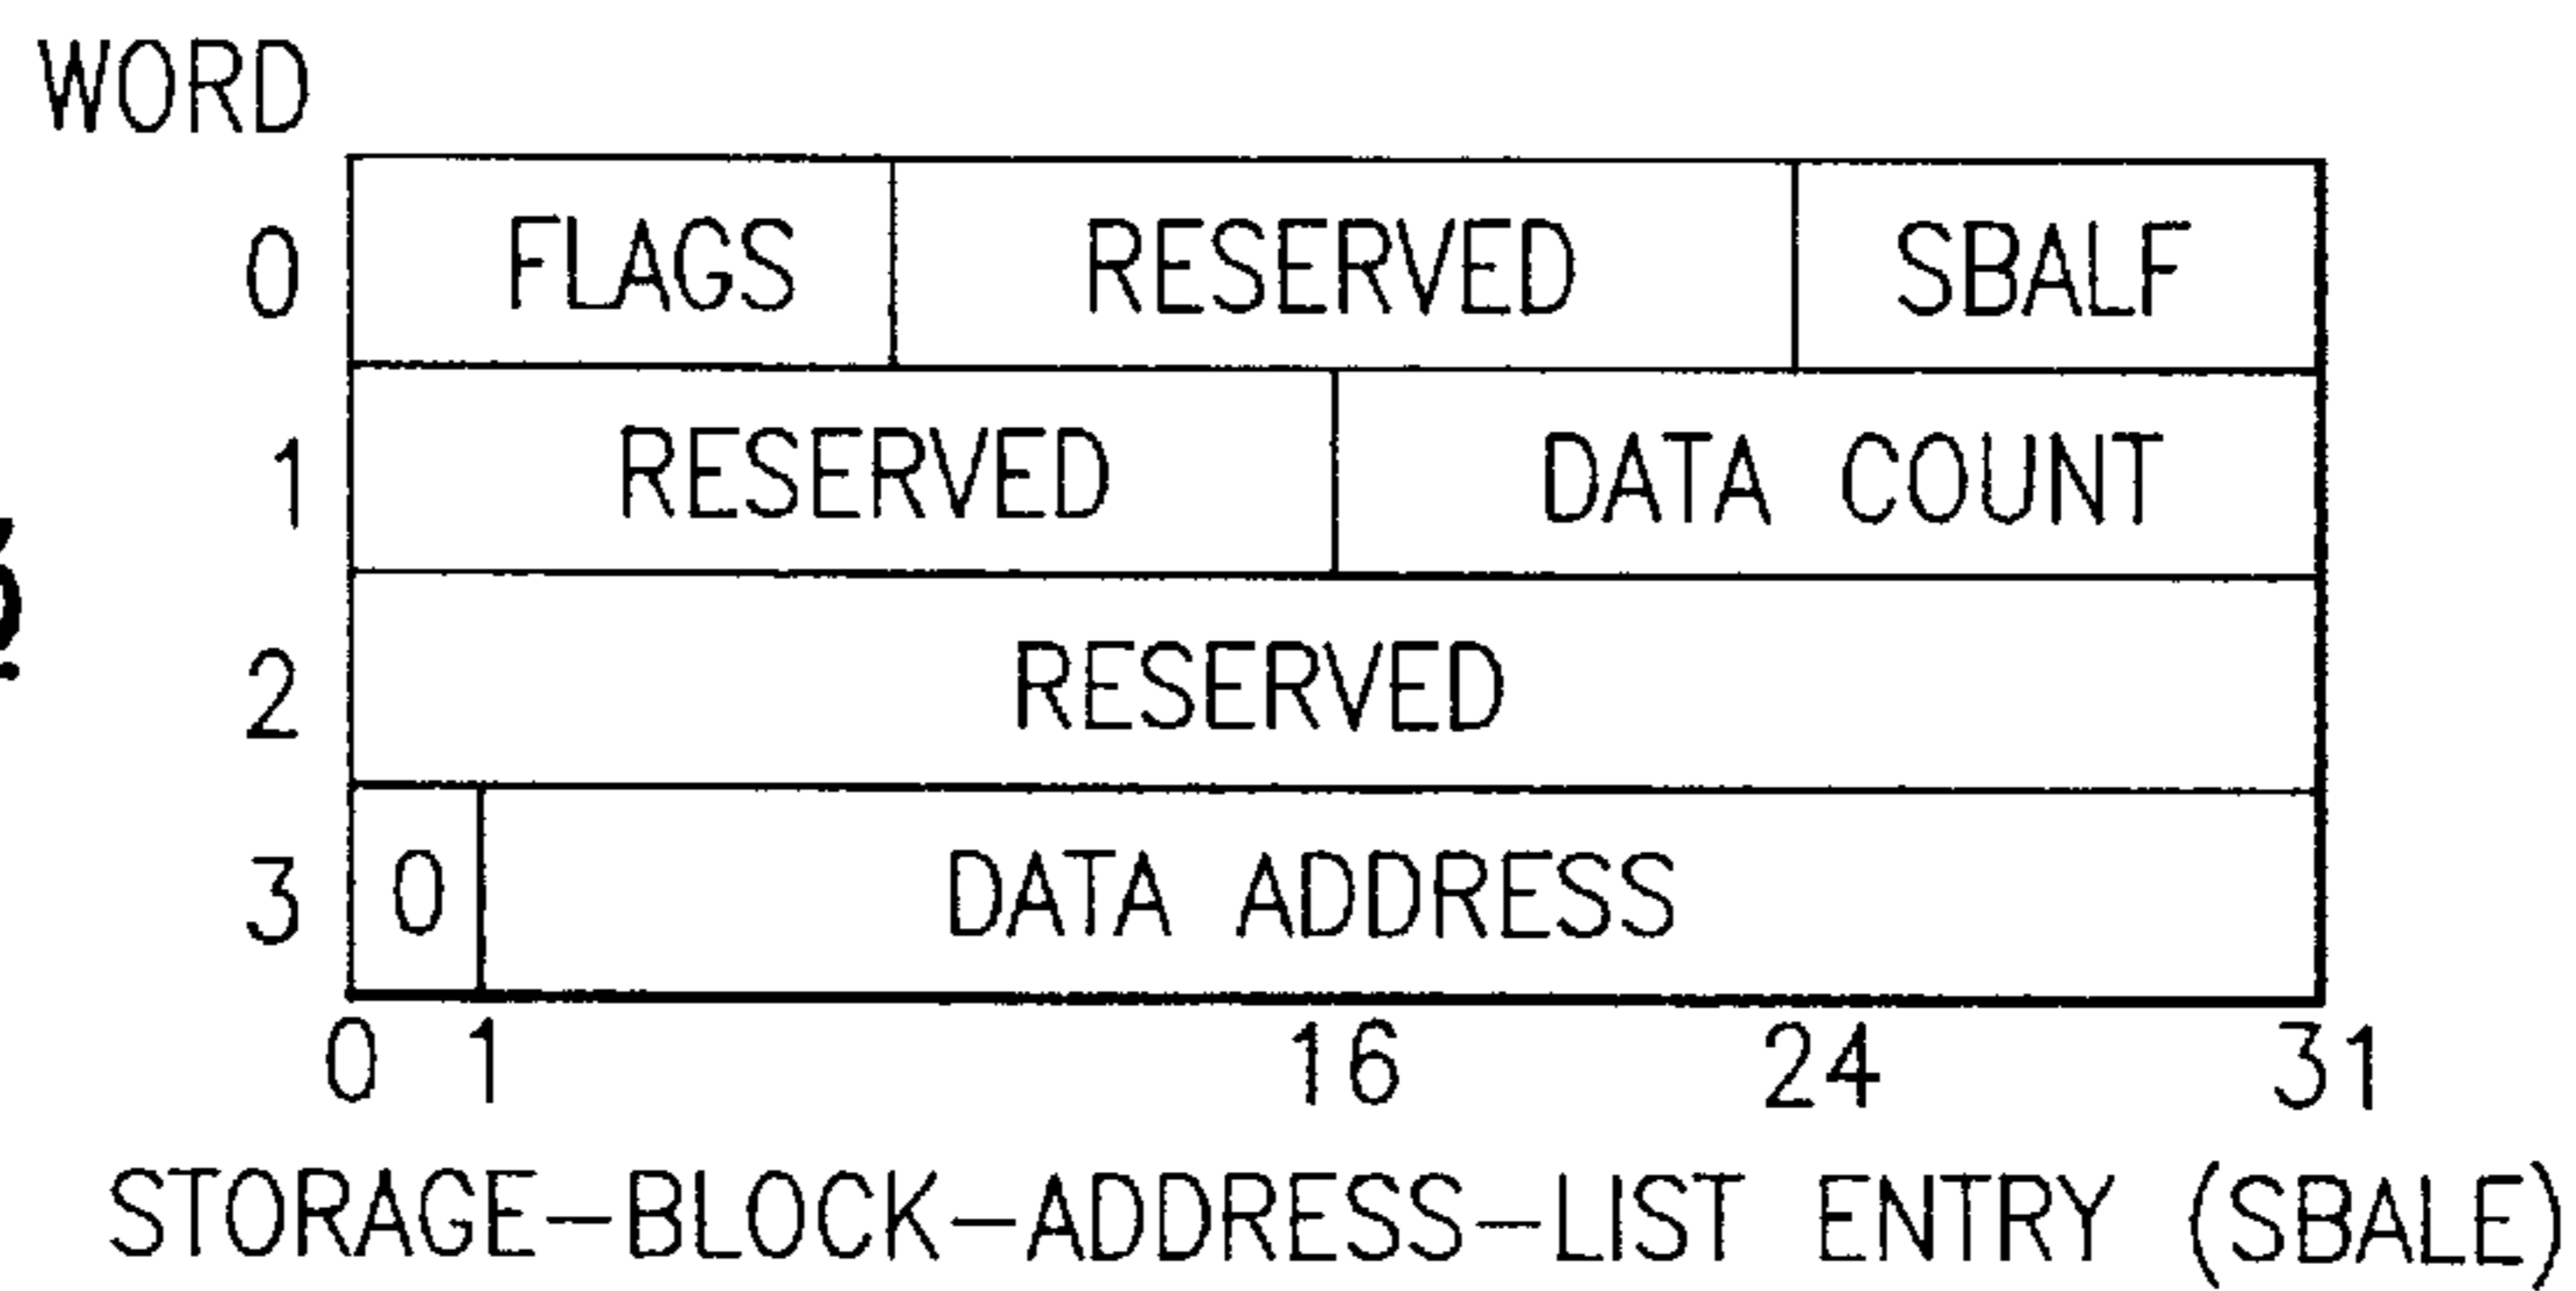 WORD
0 FLAGS RESERVED SBALF
1 RESERVED DATA COUNT
2 RESERVED
3 0 DATA ADDRESS
0 1 16 24 31
STORAGE-BLOCK-ADDRESS-LIST ENTRY (SBALE)